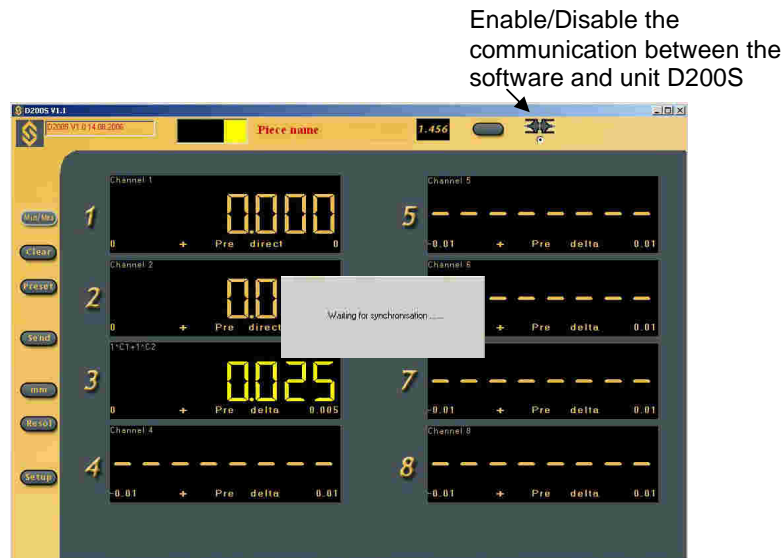 Enable/Disable the
communication between the
software and unit D200S
D200S V1.1
D200S V1.0 14.08.2006
Piece name
1.456
Min/Max
Clear
Preset
Send
mm
Resol
Setup
1
Channel 1
0.000
0 + Pre direct 0
2
Channel 2
0.0
0 + Pre direct
3
1*C1+1*C2
0.025
0 + Pre delta 0.005
4
Channel 4
- - - - - - - -
-0.01 + Pre delta 0.01
Waiting for synchronisation ......
5
Channel 5
- - - - - - - -
-0.01 + Pre delta 0.01
Channel 6
- - - - - - -
+ Pre delta 0.01
7
- - - - - - - -
-0.01 + Pre delta 0.01
8
Channel 8
- - - - - - - -
-0.01 + Pre delta 0.01